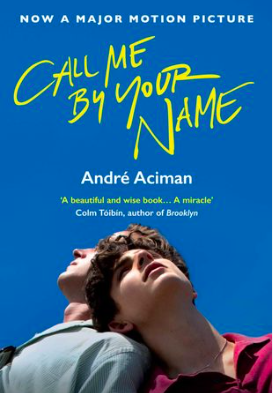 NOW A MAJOR MOTION PICTURE
CALL ME
BY YOUR
NAME
André Aciman
‘A beautiful and wise book... A miracle’
Colm Tóibín, author of Brooklyn